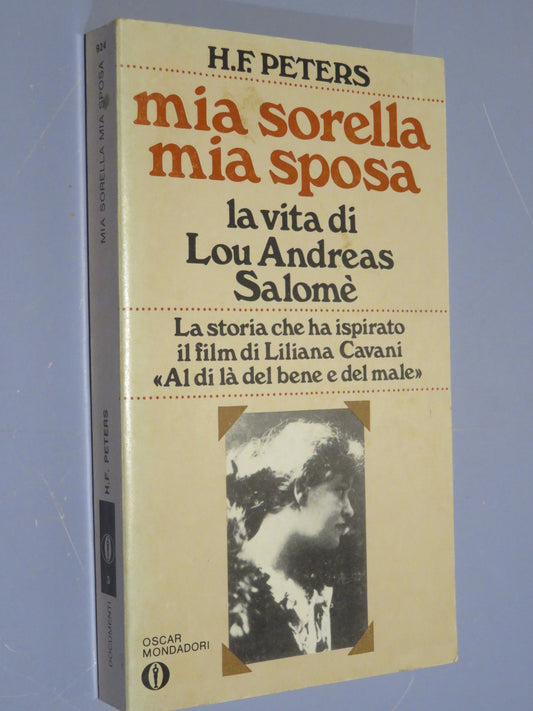 H.F. PETERS
mia sorella
mia sposa
la vita di
Lou Andreas
Salomè
La storia che ha ispirato
il film di Liliana Cavani
«Al di là del bene e del male»
OSCAR
MONDADORI
924
MIA SORELLA MIA SPOSA
H.F. PETERS
DOCUMENTI